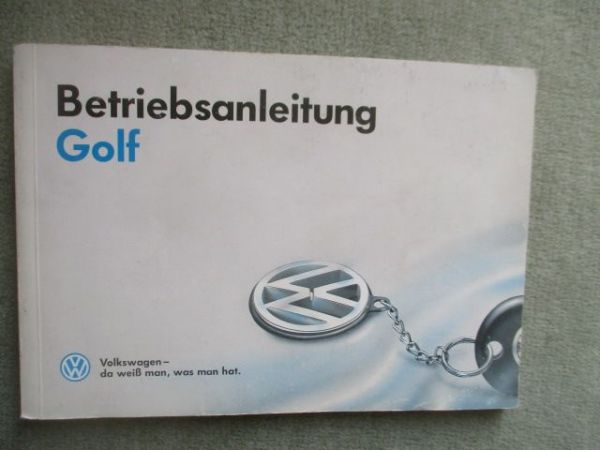 Betriebsanleitung
Golf
Volkswagen –
da weiß man, was man hat.